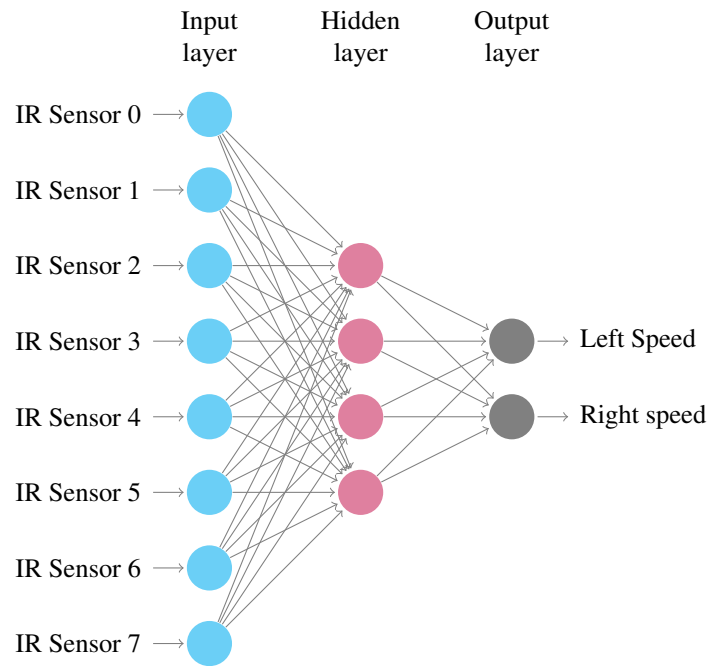 Input
layer
Hidden
layer
Output
layer
IR Sensor 0
IR Sensor 1
IR Sensor 2
IR Sensor 3
IR Sensor 4
IR Sensor 5
IR Sensor 6
IR Sensor 7
Left Speed
Right speed